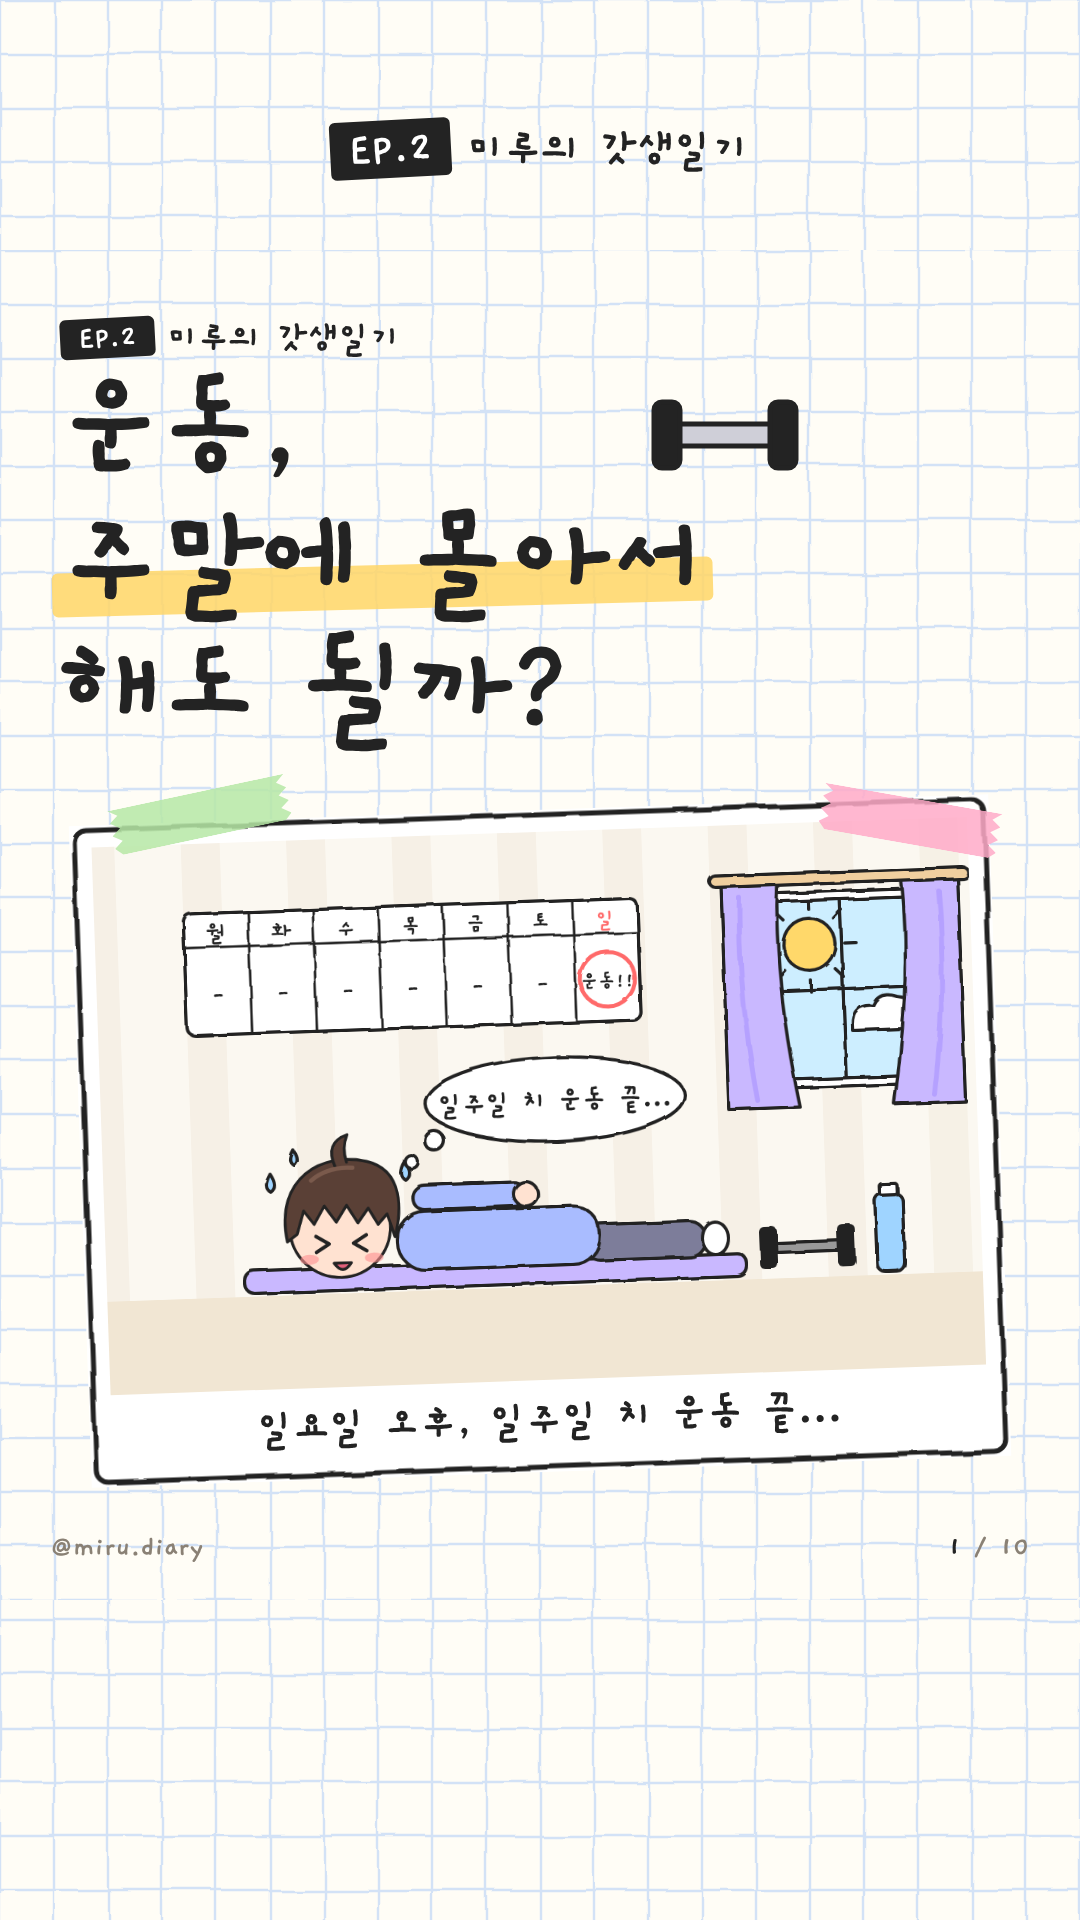 EP.2 미루의 갓생일기
EP.2 미루의 갓생일기
운동,
주말에 몰아서
해도 될까?
월 화 수 목 금 토 일
- - - - - - 운동!!
일주일 치 운동 끝...
일요일 오후, 일주일 치 운동 끝...
@miru.diary
1 / 10